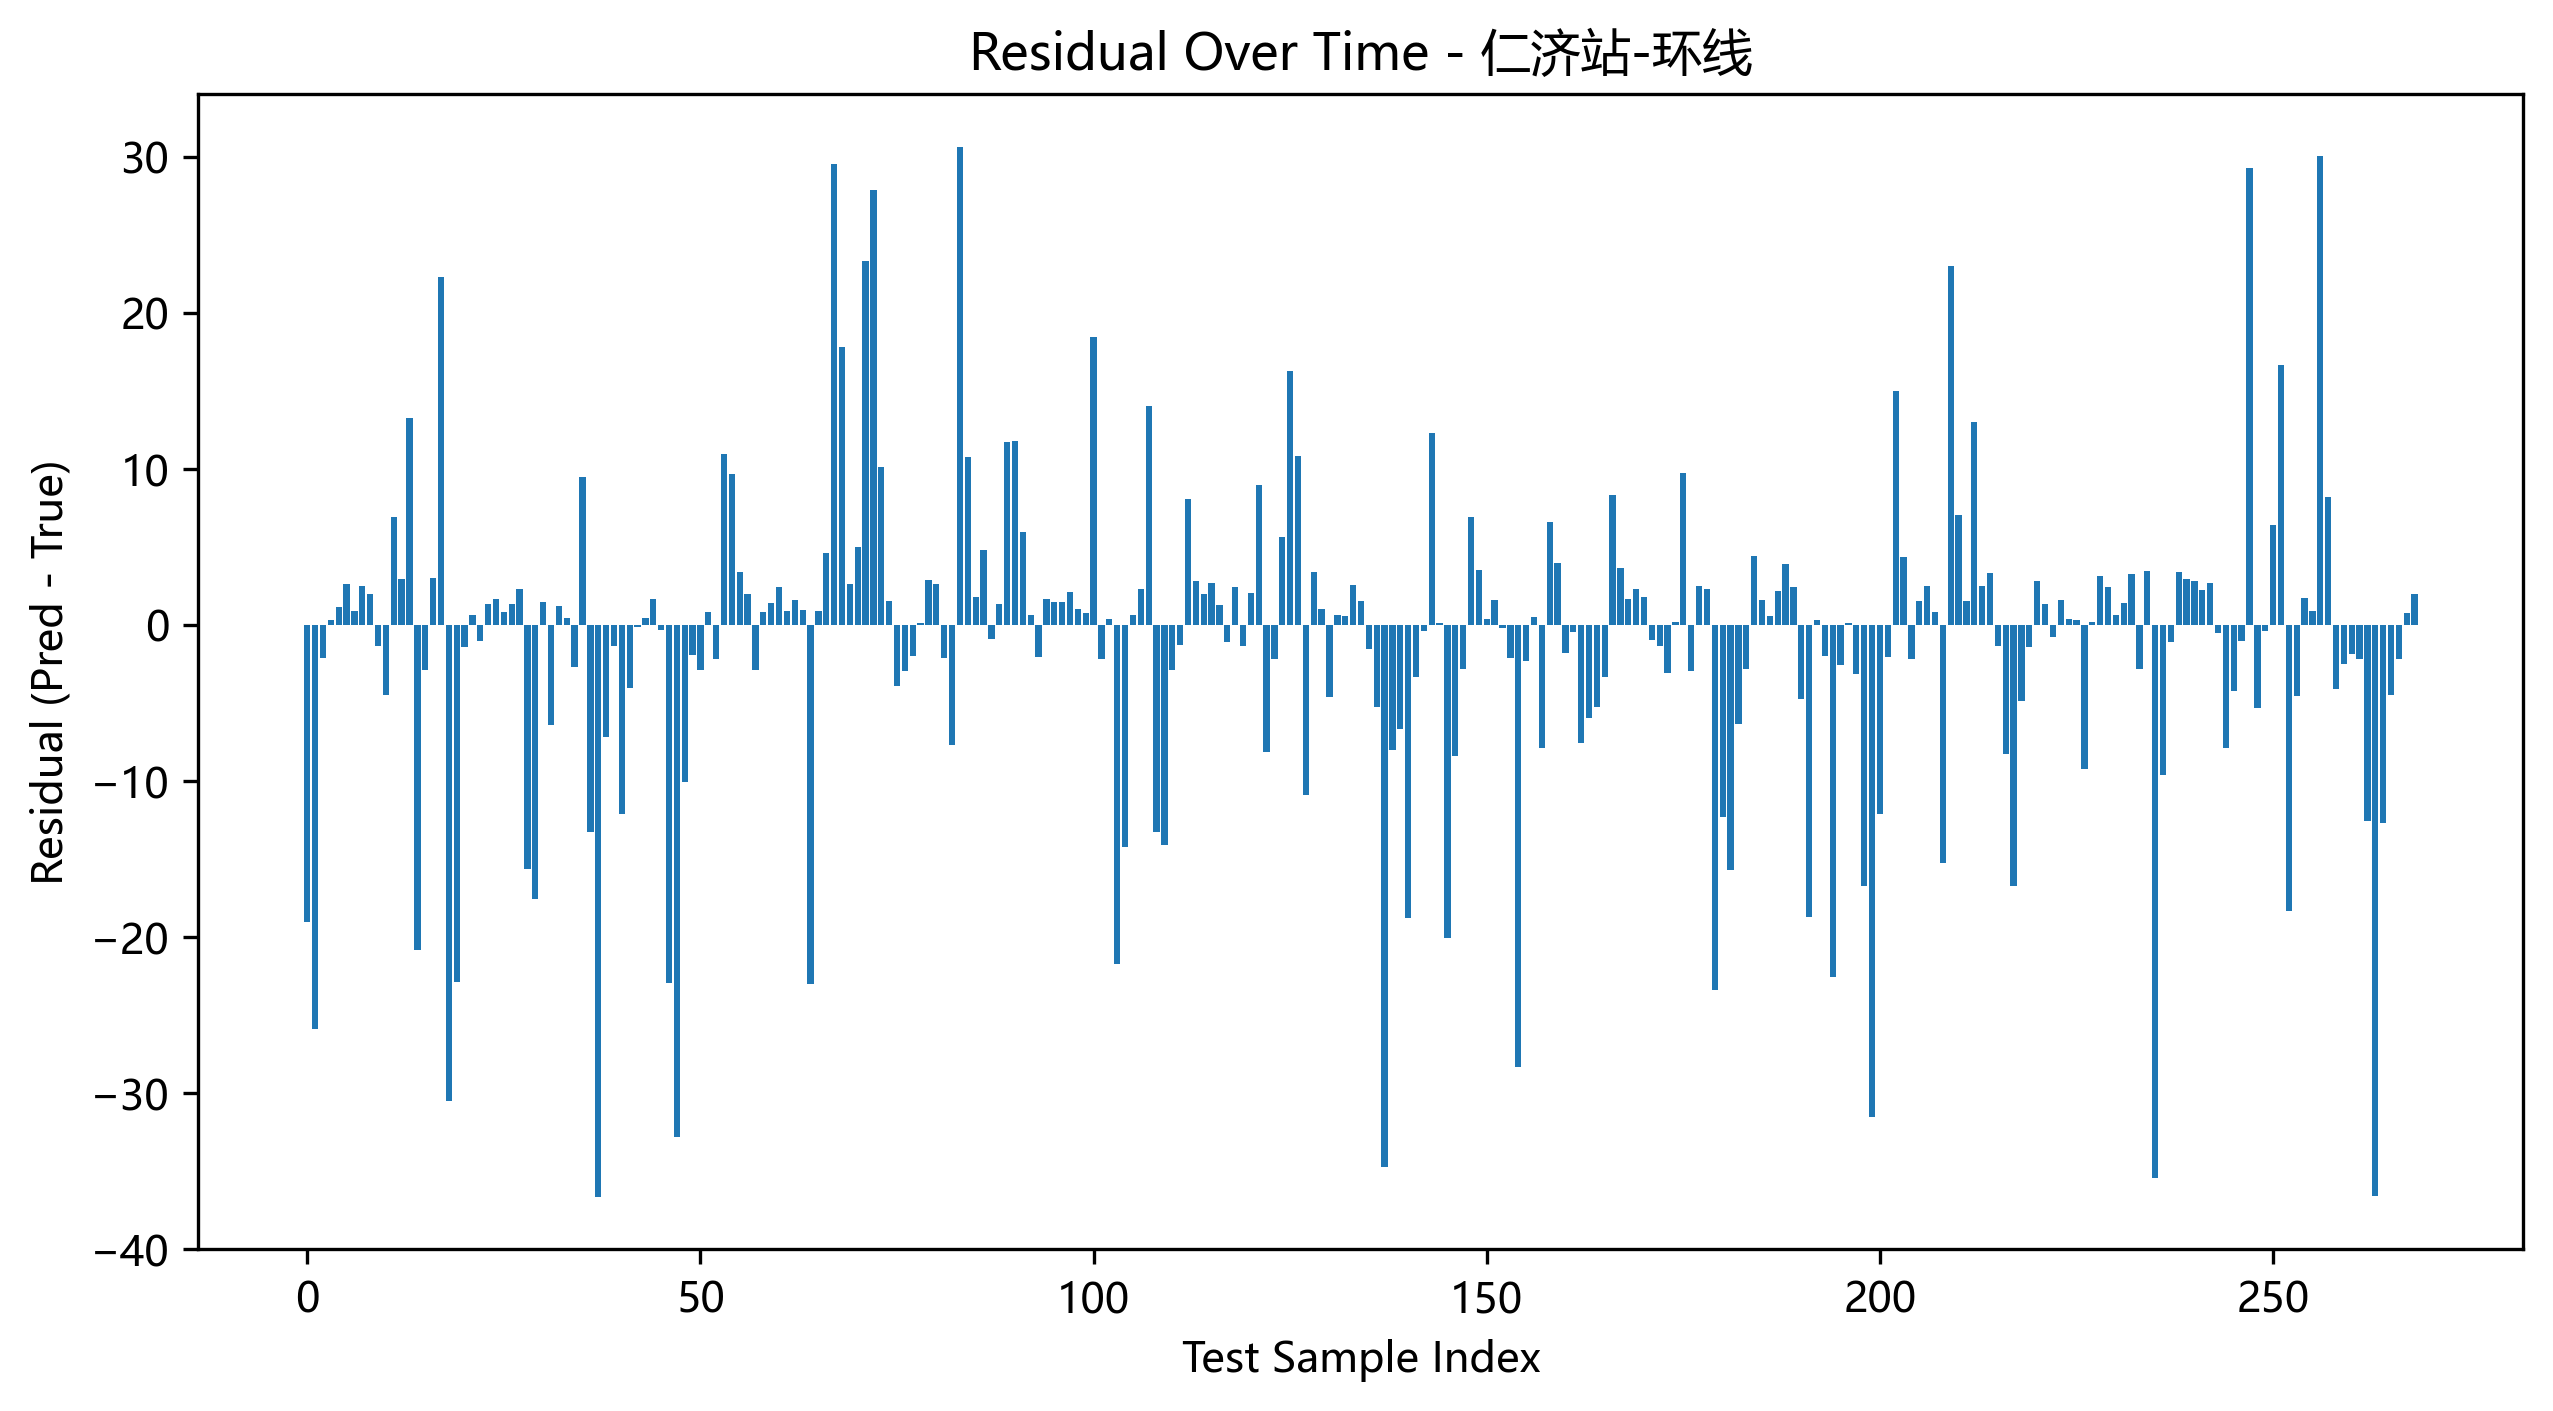 Residual Over Time - 仁济站-环线
Residual (Pred - True)
30
20
10
0
−10
−20
−30
−40
0 50 100 150 200 250
Test Sample Index